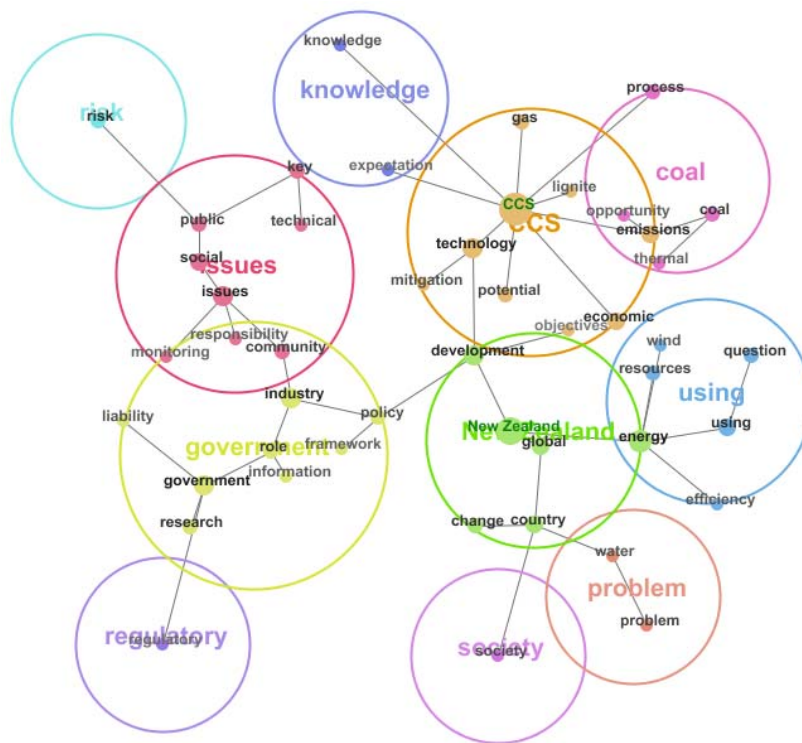 knowledge
process
knowledge
risk
risk
gas
key
expectation
coal
lignite
CCS
CCS
opportunity
coal
public
technical
emissions
technology
social
issues
thermal
mitigation
potential
issues
economic
objectives
responsibility
wind
community
monitoring
development
question
resources
using
industry
liability
policy
New Zealand
New Zealand
using
energy
global
government
role
framework
information
government
efficiency
research
change
country
water
problem
problem
regulatory
regulatory
society
society